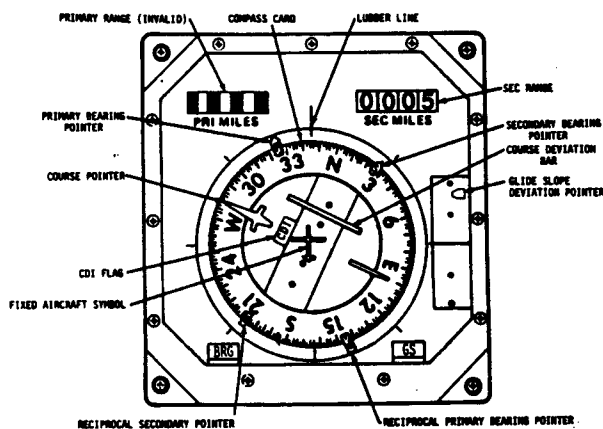 PRIMARY RANGE (INVALID)
COMPASS CARD
LUBBER LINE
0005
SEC RANGE
PRI MILES
SEC MILES
PRIMARY BEARING
POINTER
SECONDARY BEARING
POINTER
COURSE DEVIATION
BAR
COURSE POINTER
GLIDE SLOPE
DEVIATION POINTER
33
N
3
30
6
W
CDI
E
24
12
21
S
15
CDI FLAG
FIXED AIRCRAFT SYMBOL
BRG
GS
RECIPROCAL SECONDARY POINTER
RECIPROCAL PRIMARY BEARING POINTER